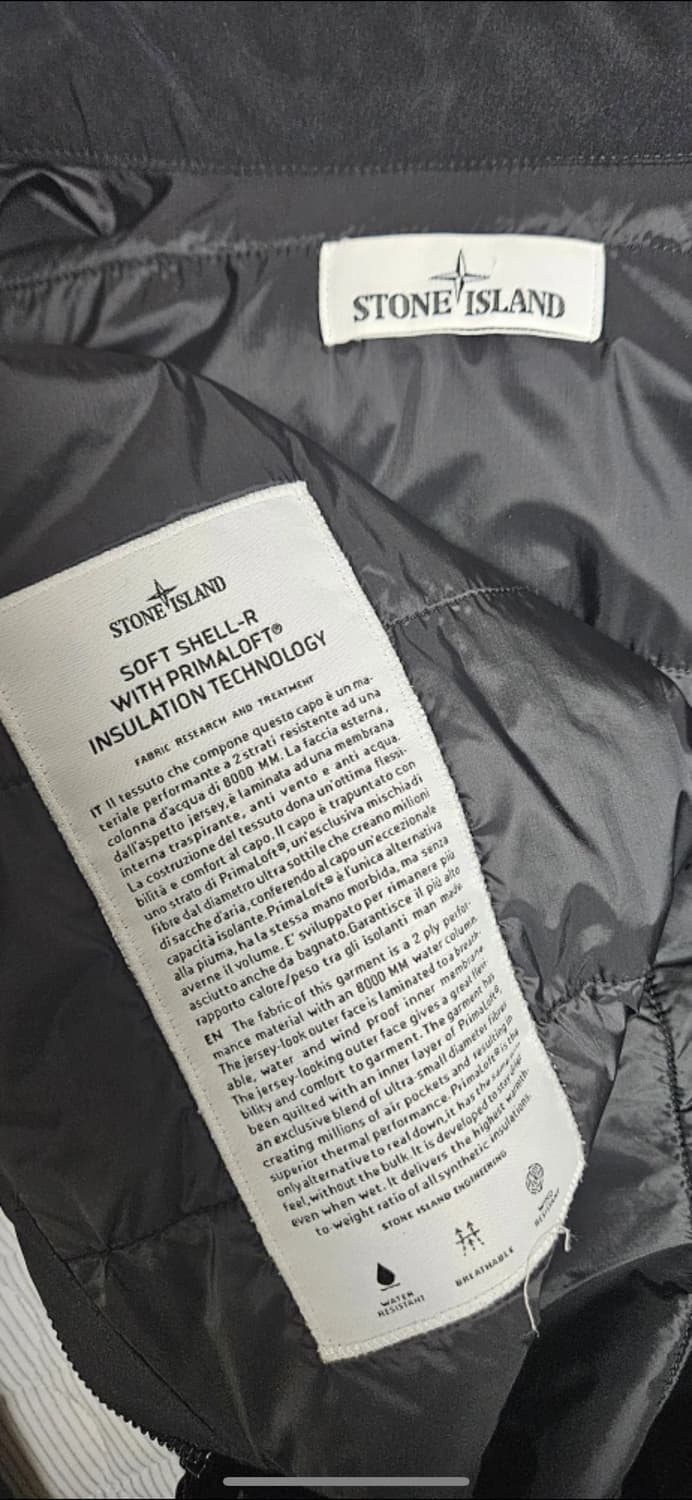 STONE ISLAND
STONE ISLAND
SOFT SHELL-R
WITH PRIMALOFT®
INSULATION TECHNOLOGY
FABRIC RESEARCH AND TREATMENT
IT Il tessuto che compone questo capo è un ma-
teriale performante a 2 strati resistente ad una
colonna d'acqua di 8000 MM. La faccia esterna,
dall'aspetto jersey, è laminata ad una membrana
interna traspirante, anti vento e anti acqua.
La costruzione del tessuto dona un'ottima flessi-
bilità e comfort al capo. Il capo è trapuntato con
uno strato di PrimaLoft®, un'esclusiva mischia di
fibre dal diametro ultra sottile che creano milioni
di sacche d'aria, conferendo al capo un'eccezionale
capacità isolante. PrimaLoft® è l'unica alternativa
alla piuma, ha la stessa mano morbida, ma senza
averne il volume. E' sviluppato per rimanere più
asciutto anche da bagnato. Garantisce il più alto
rapporto calore/peso tra gli isolanti man made.
EN The fabric of this garment is a 2 ply perfor-
mance material with an 8000 MM water column.
The jersey-look outer face is laminated to a breath-
able, water and wind proof inner membrane.
The jersey-looking outer face gives a great flexi-
bility and comfort to garment. The garment has
been quilted with an inner layer of PrimaLoft®,
an exclusive blend of ultra-small diameter fibres
creating millions of air pockets and resulting in
superior thermal performance. PrimaLoft® is the
only alternative to real down, it has the same
feel, without the bulk. It is developed to stay drier
even when wet. It delivers the highest warmth-
to-weight ratio of all synthetic insulations.
STONE ISLAND ENGINEERING
WATER
RESISTANT
BREATHABLE
WIND
RESISTANT